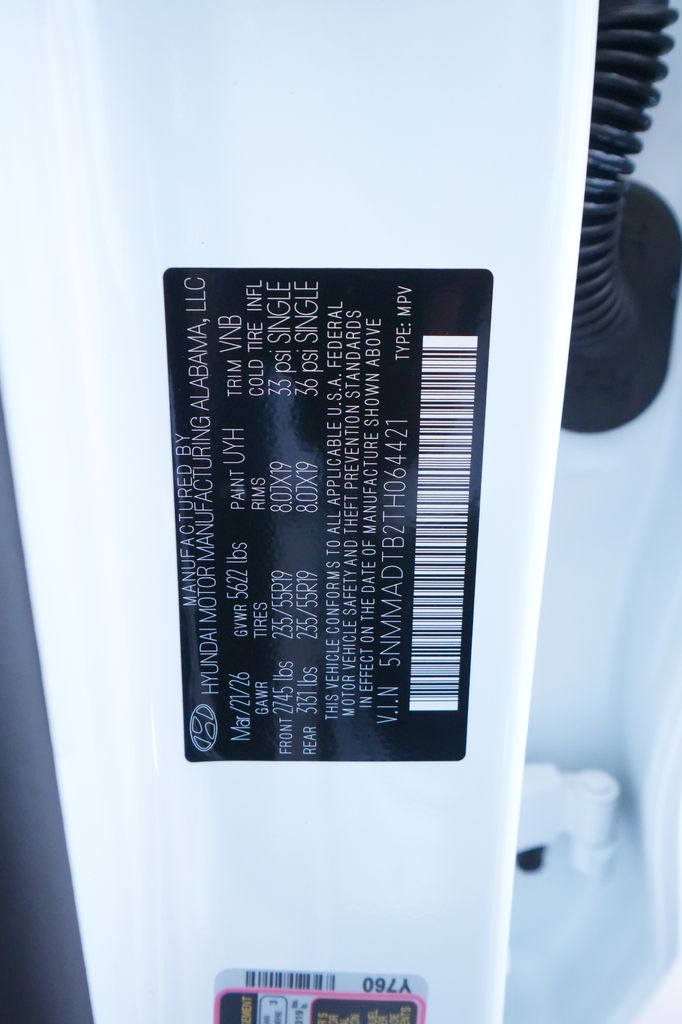 MANUFACTURED BY
HYUNDAI MOTOR MANUFACTURING ALABAMA, LLC
Mar/21/26 GVWR 5622 lbs PAINT UYH TRIM VNB
GAWR TIRES RIMS COLD TIRE INFL
FRONT 2745 lbs 235/55R19 8.0JX19 33 psi SINGLE
REAR 3131 lbs 235/55R19 8.0JX19 36 psi SINGLE
THIS VEHICLE CONFORMS TO ALL APPLICABLE U.S.A. FEDERAL
MOTOR VEHICLE SAFETY AND THEFT PREVENTION STANDARDS
IN EFFECT ON THE DATE OF MANUFACTURE SHOWN ABOVE
V.I.N 5NMMADTB2TH064421
TYPE: MPV
Y760